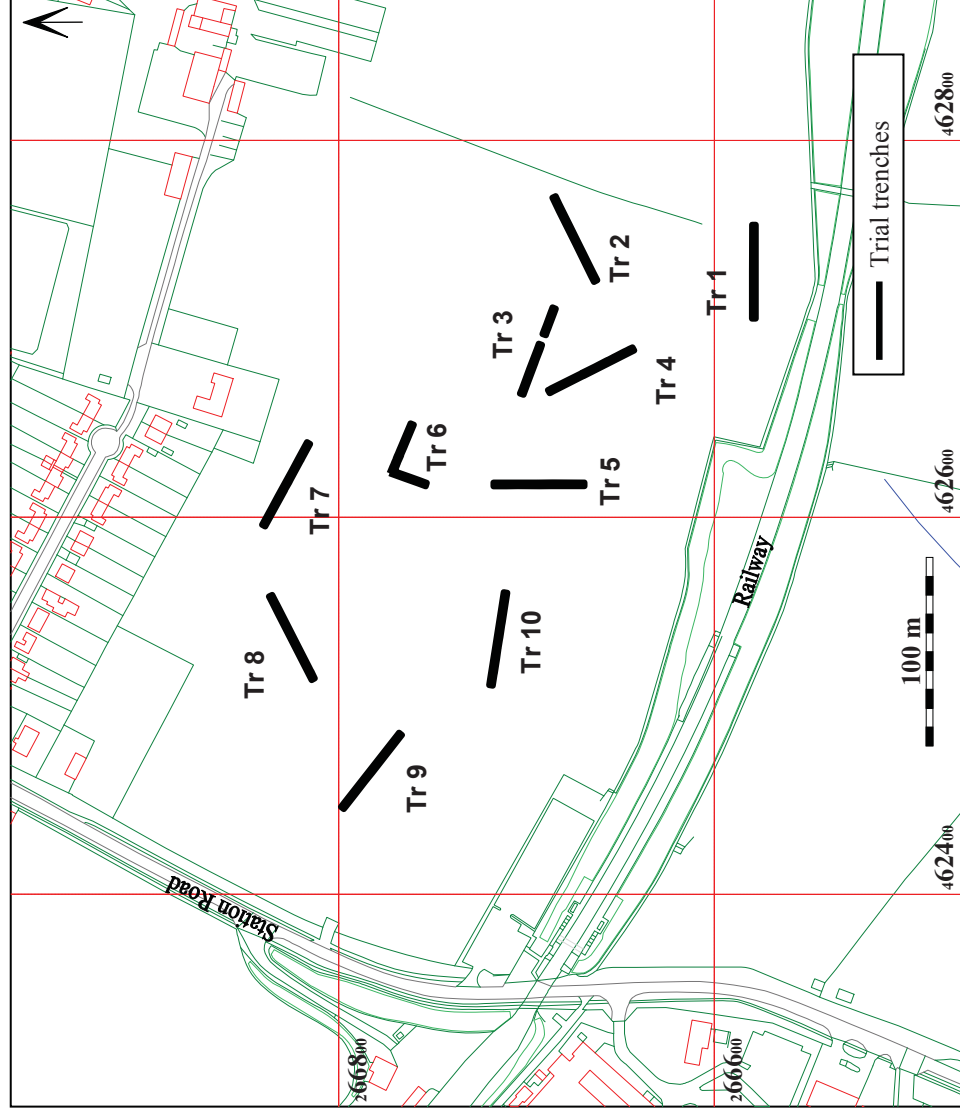 Station Road
Tr 8
Tr 7
Tr 9
Tr 6
Tr 3
Tr 2
Tr 10
Tr 5
Tr 4
Tr 1
Railway
100 m
Trial trenches
462400
462600
462800
266800
266600